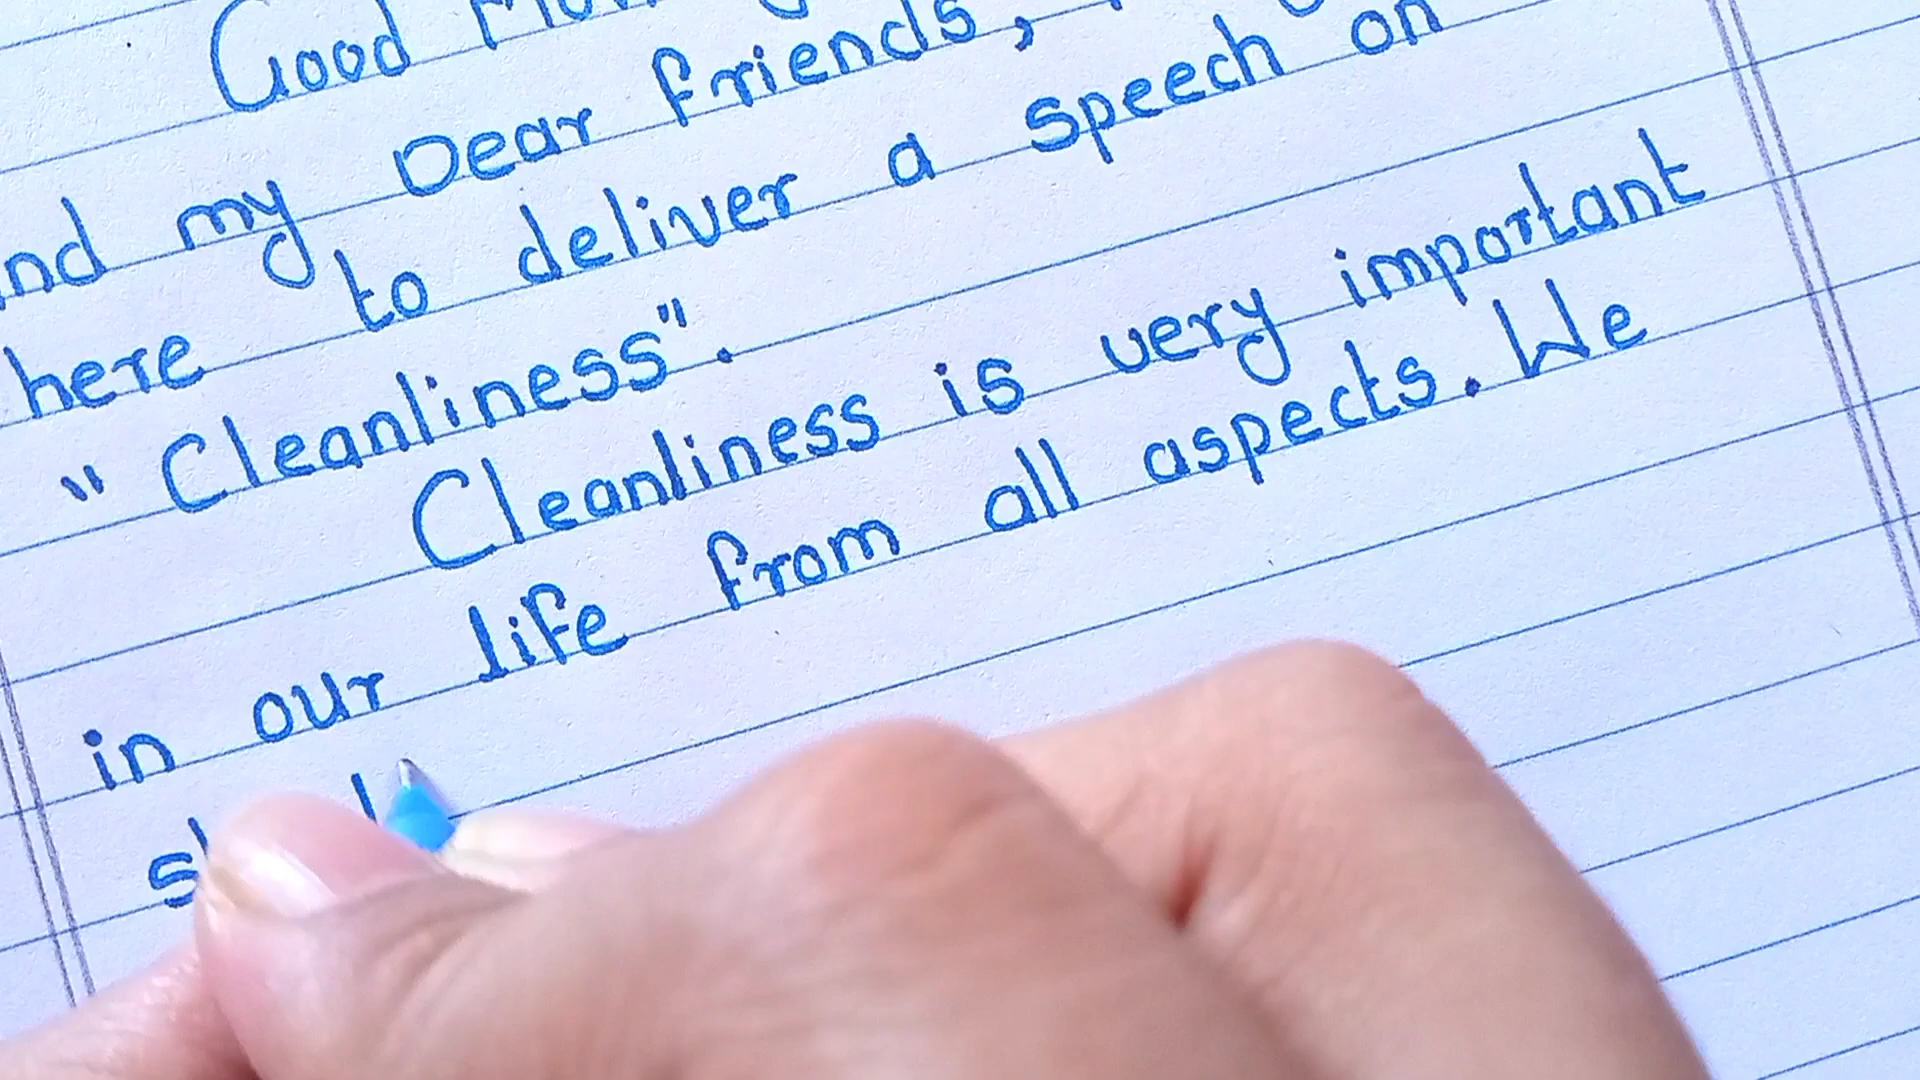 Good
nd my Dear friends,
here to deliver a speech on
"Cleanliness".
Cleanliness is very important
in our life from all aspects. We